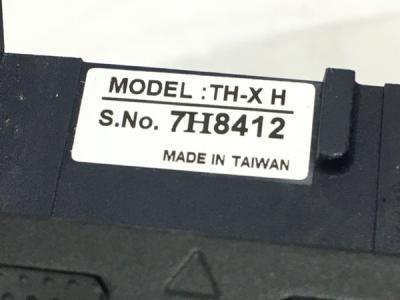 MODEL :TH-X H
S.No. 7H8412
MADE IN TAIWAN